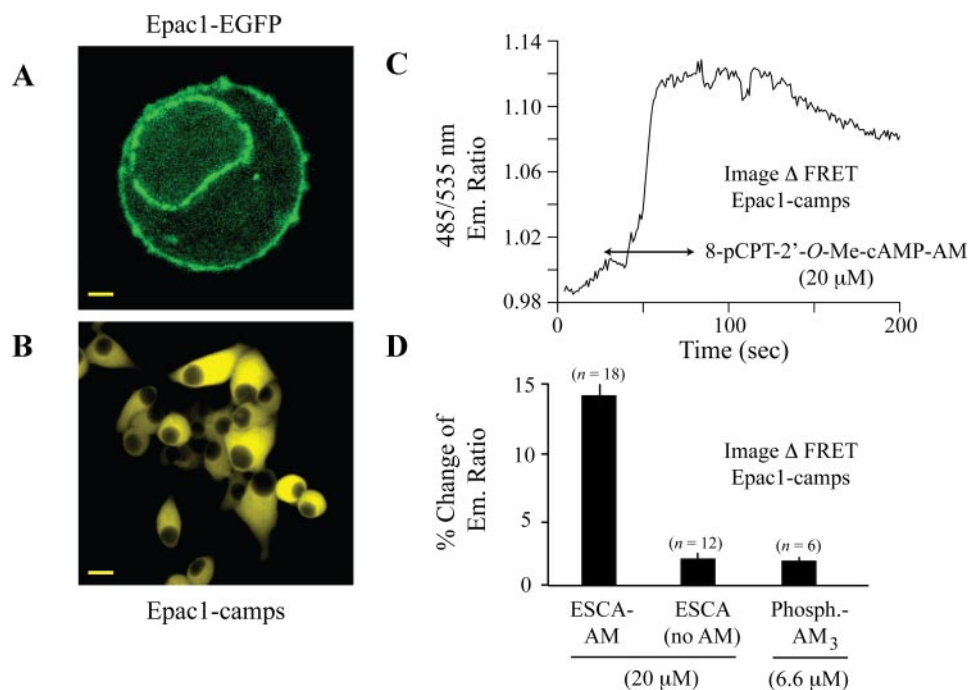 Epac1-EGFP
A
B
Epac1-camps
C
1.14
1.10
1.06
1.02
0.98
485/535 nm
Em. Ratio
Image Δ FRET
Epac1-camps
8-pCPT-2'-O-Me-cAMP-AM
(20 μM)
0
100
200
Time (sec)
D
15
10
5
0
% Change of
Em. Ratio
(n = 18)
(n = 12)
(n = 6)
Image Δ FRET
Epac1-camps
ESCA-
AM
ESCA
(no AM)
Phosph.-
AM3
(20 μM)
(6.6 μM)